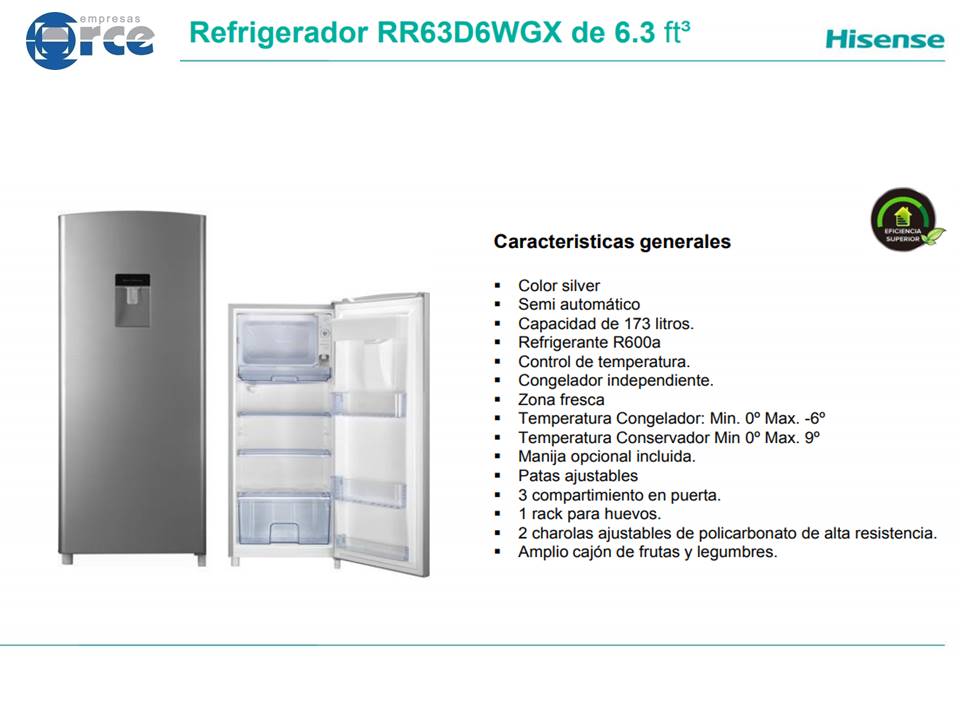 empresas
orce
Refrigerador RR63D6WGX de 6.3 ft³
Hisense
EFICIENCIA
SUPERIOR
Caracteristicas generales
▪ Color silver
▪ Semi automático
▪ Capacidad de 173 litros.
▪ Refrigerante R600a
▪ Control de temperatura.
▪ Congelador independiente.
▪ Zona fresca
▪ Temperatura Congelador: Min. 0º Max. -6º
▪ Temperatura Conservador Min 0º Max. 9º
▪ Manija opcional incluida.
▪ Patas ajustables
▪ 3 compartimiento en puerta.
▪ 1 rack para huevos.
▪ 2 charolas ajustables de policarbonato de alta resistencia.
▪ Amplio cajón de frutas y legumbres.